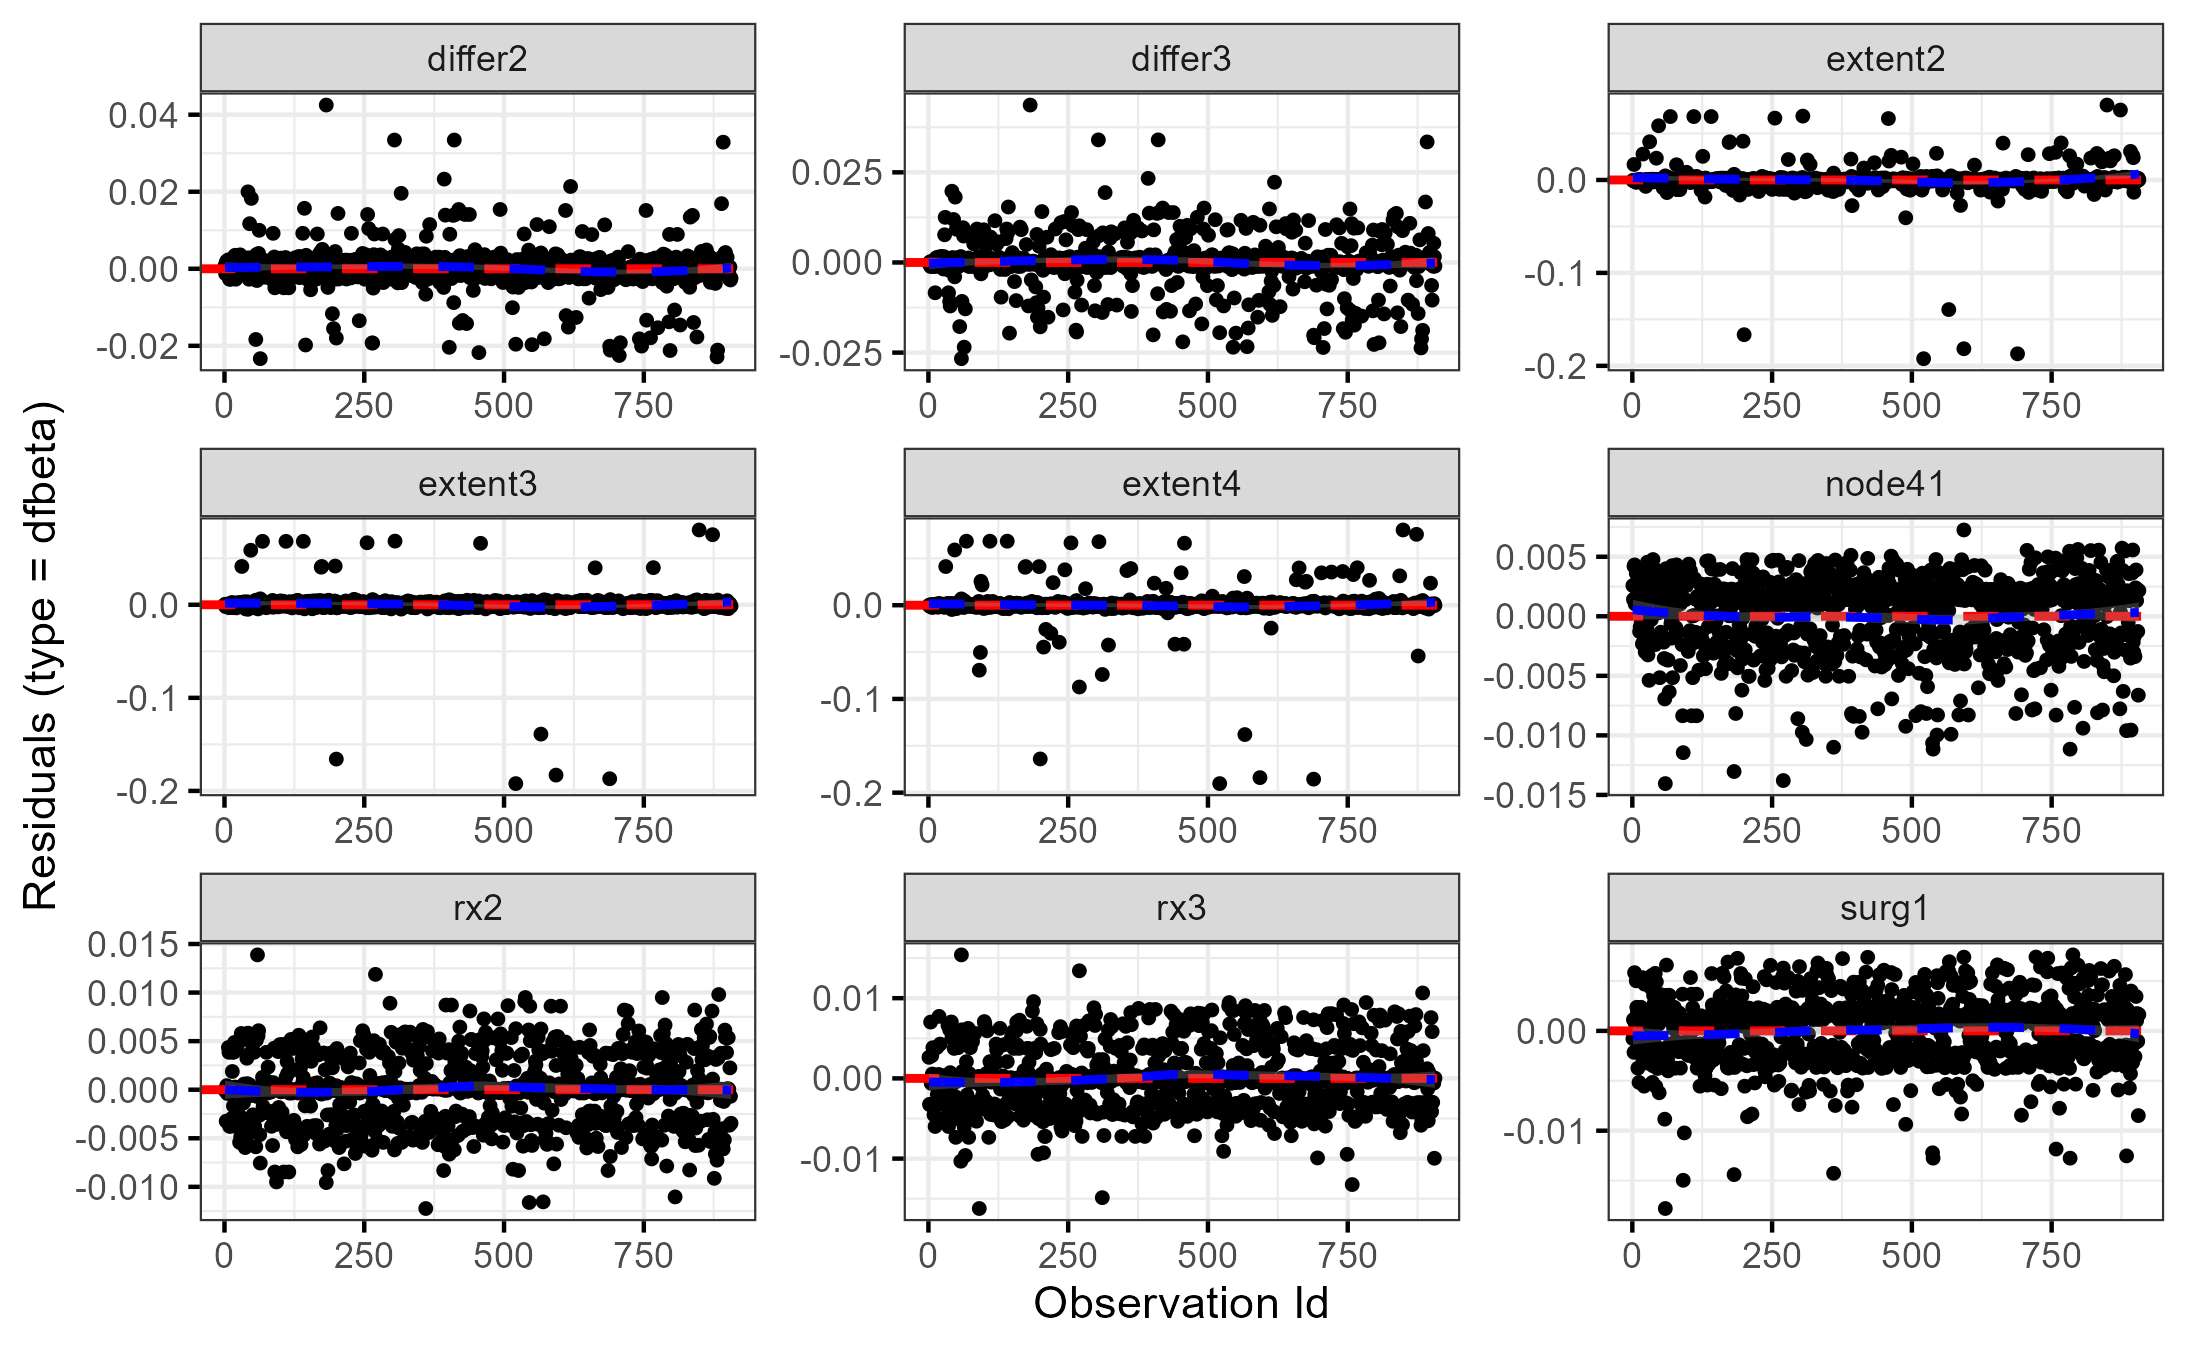 differ2 differ3 extent2
0.04
0.02
0.00
-0.02
0 250 500 750
0.025
0.000
-0.025
0 250 500 750
0.0
-0.1
-0.2
0 250 500 750
extent3 extent4 node41
0.0
-0.1
-0.2
0 250 500 750
0.0
-0.1
-0.2
0 250 500 750
0.005
0.000
-0.005
-0.010
-0.015
0 250 500 750
rx2 rx3 surg1
0.015
0.010
0.005
0.000
-0.005
-0.010
0 250 500 750
0.01
0.00
-0.01
0 250 500 750
0.00
-0.01
0 250 500 750
Residuals (type = dfbeta)
Observation Id